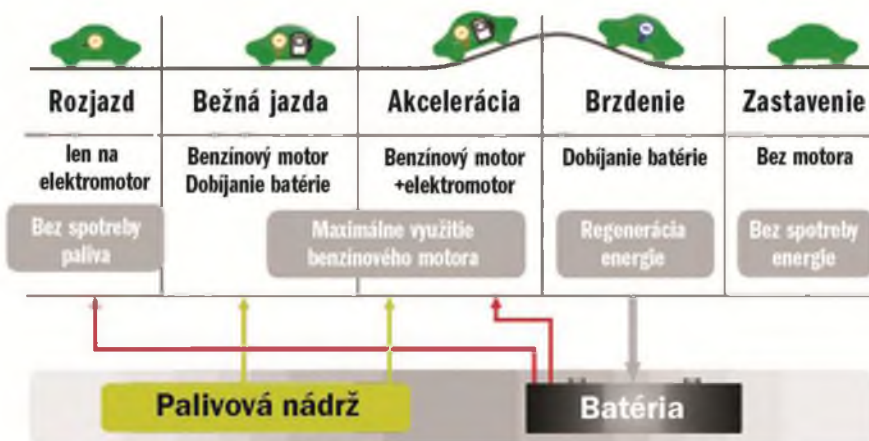 Rozjazd
Bežná jazda
Akcelerácia
Brzdenie
Zastavenie
len na
elektromotor
Benzínový motor
Dobíjanie batérie
Benzínový motor
+elektromotor
Dobíjanie batérie
Bez motora
Bez spotreby
paliva
Maximálne využitie
benzínového motora
Regenerácia
energie
Bez spotreby
energie
Palivová nádrž
Batéria